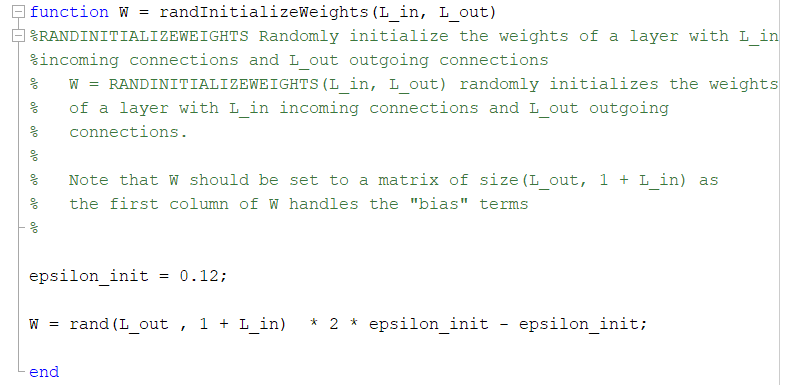 function W = randInitializeWeights(L_in, L_out)
%RANDINITIALIZEWEIGHTS Randomly initialize the weights of a layer with L_in
%incoming connections and L_out outgoing connections
%   W = RANDINITIALIZEWEIGHTS(L_in, L_out) randomly initializes the weights
%   of a layer with L_in incoming connections and L_out outgoing
%   connections.
%
%   Note that W should be set to a matrix of size(L_out, 1 + L_in) as
%   the first column of W handles the "bias" terms
%
epsilon_init = 0.12;
W = rand(L_out , 1 + L_in)  * 2 * epsilon_init - epsilon_init;
end